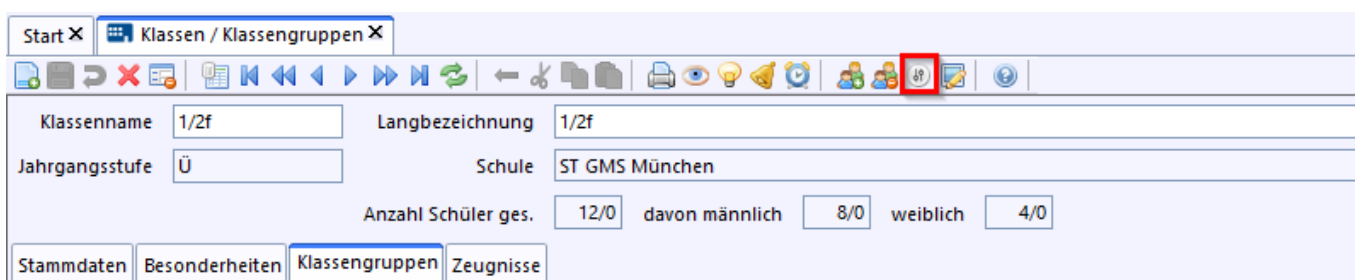 Start Klassen / Klassengruppen
Klassenname 1/2f Langbezeichnung 1/2f
Jahrgangsstufe Ü Schule ST GMS München
Anzahl Schüler ges. 12/0 davon männlich 8/0 weiblich 4/0
Stammdaten Besonderheiten Klassengruppen Zeugnisse